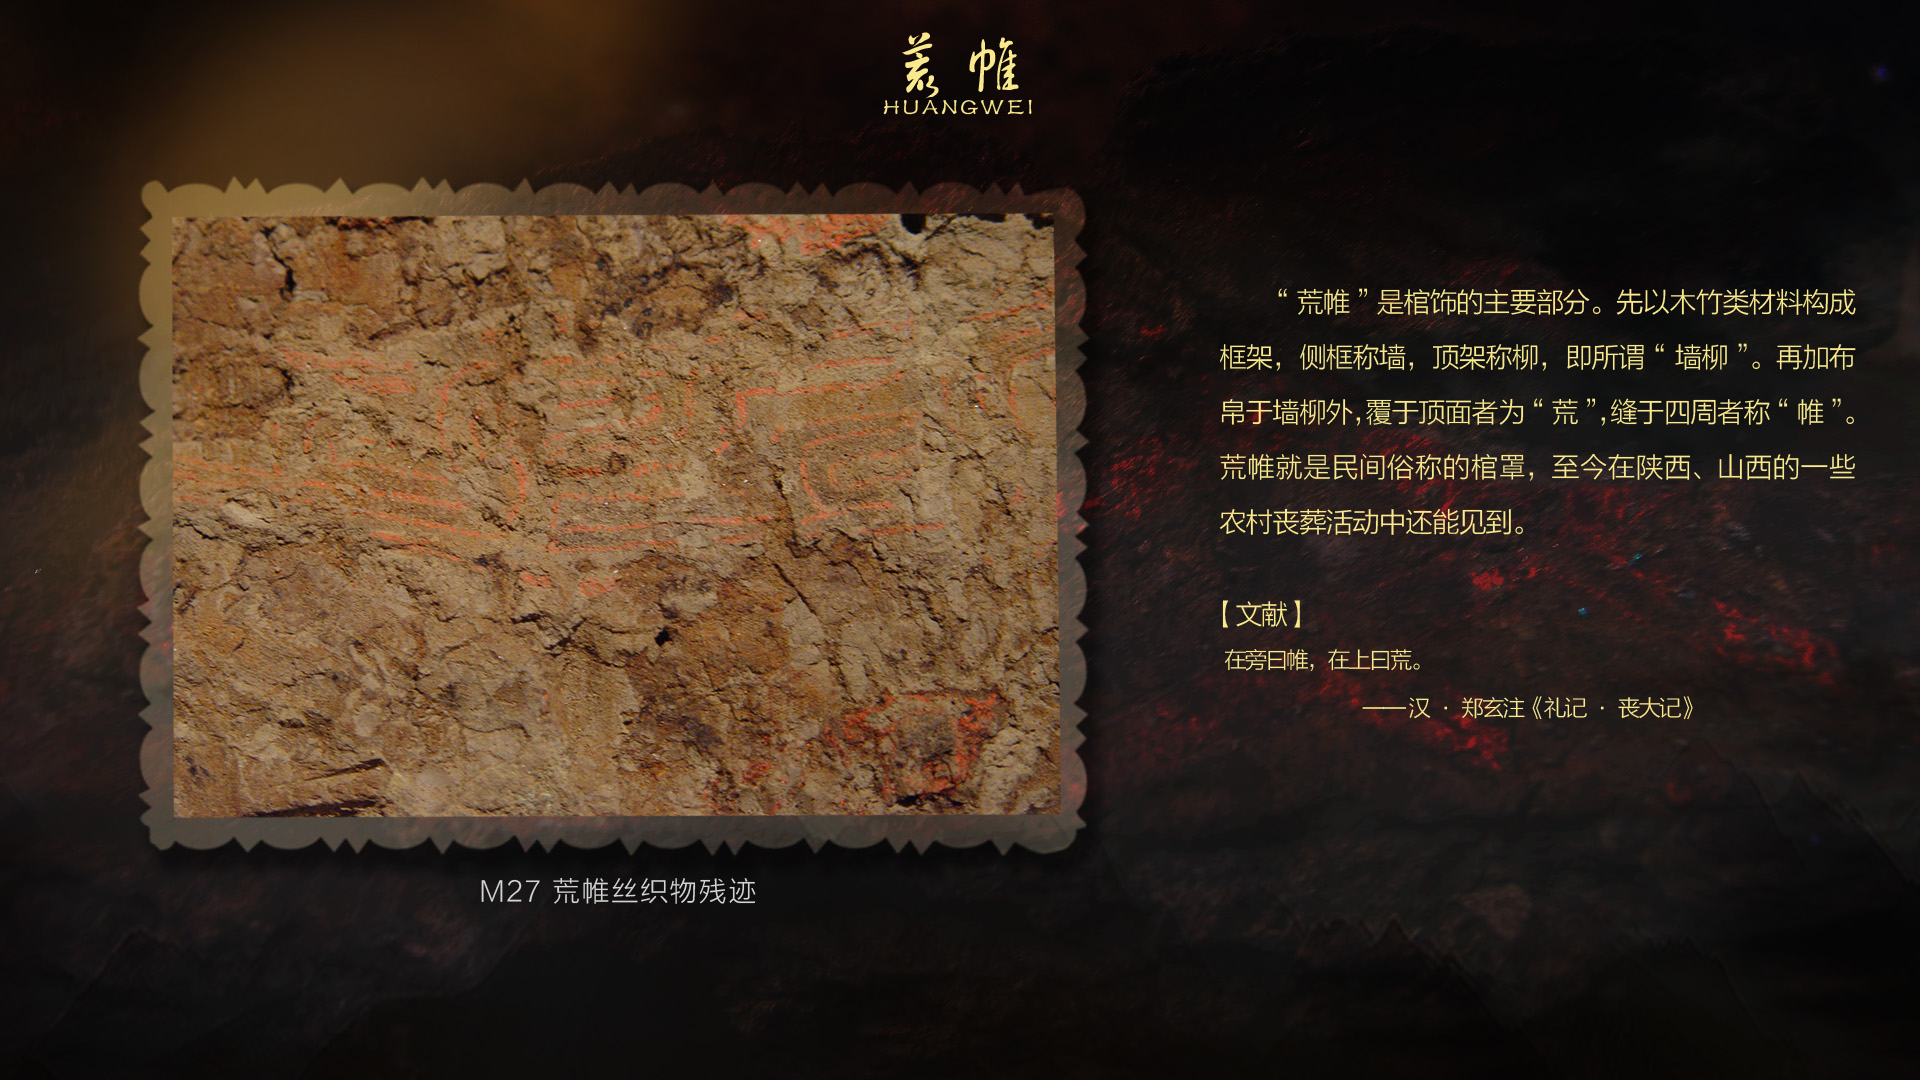 荒帷
HUANGWEI
“荒帷”是棺饰的主要部分。先以木竹类材料构成
框架，侧框称墙，顶架称柳，即所谓“墙柳”。再加布
帛于墙柳外，覆于顶面者为“荒”，缝于四周者称“帷”。
荒帷就是民间俗称的棺罩，至今在陕西、山西的一些
农村丧葬活动中还能见到。
【文献】
在旁曰帷，在上曰荒。
——汉 · 郑玄注《礼记 · 丧大记》
M27 荒帷丝织物残迹